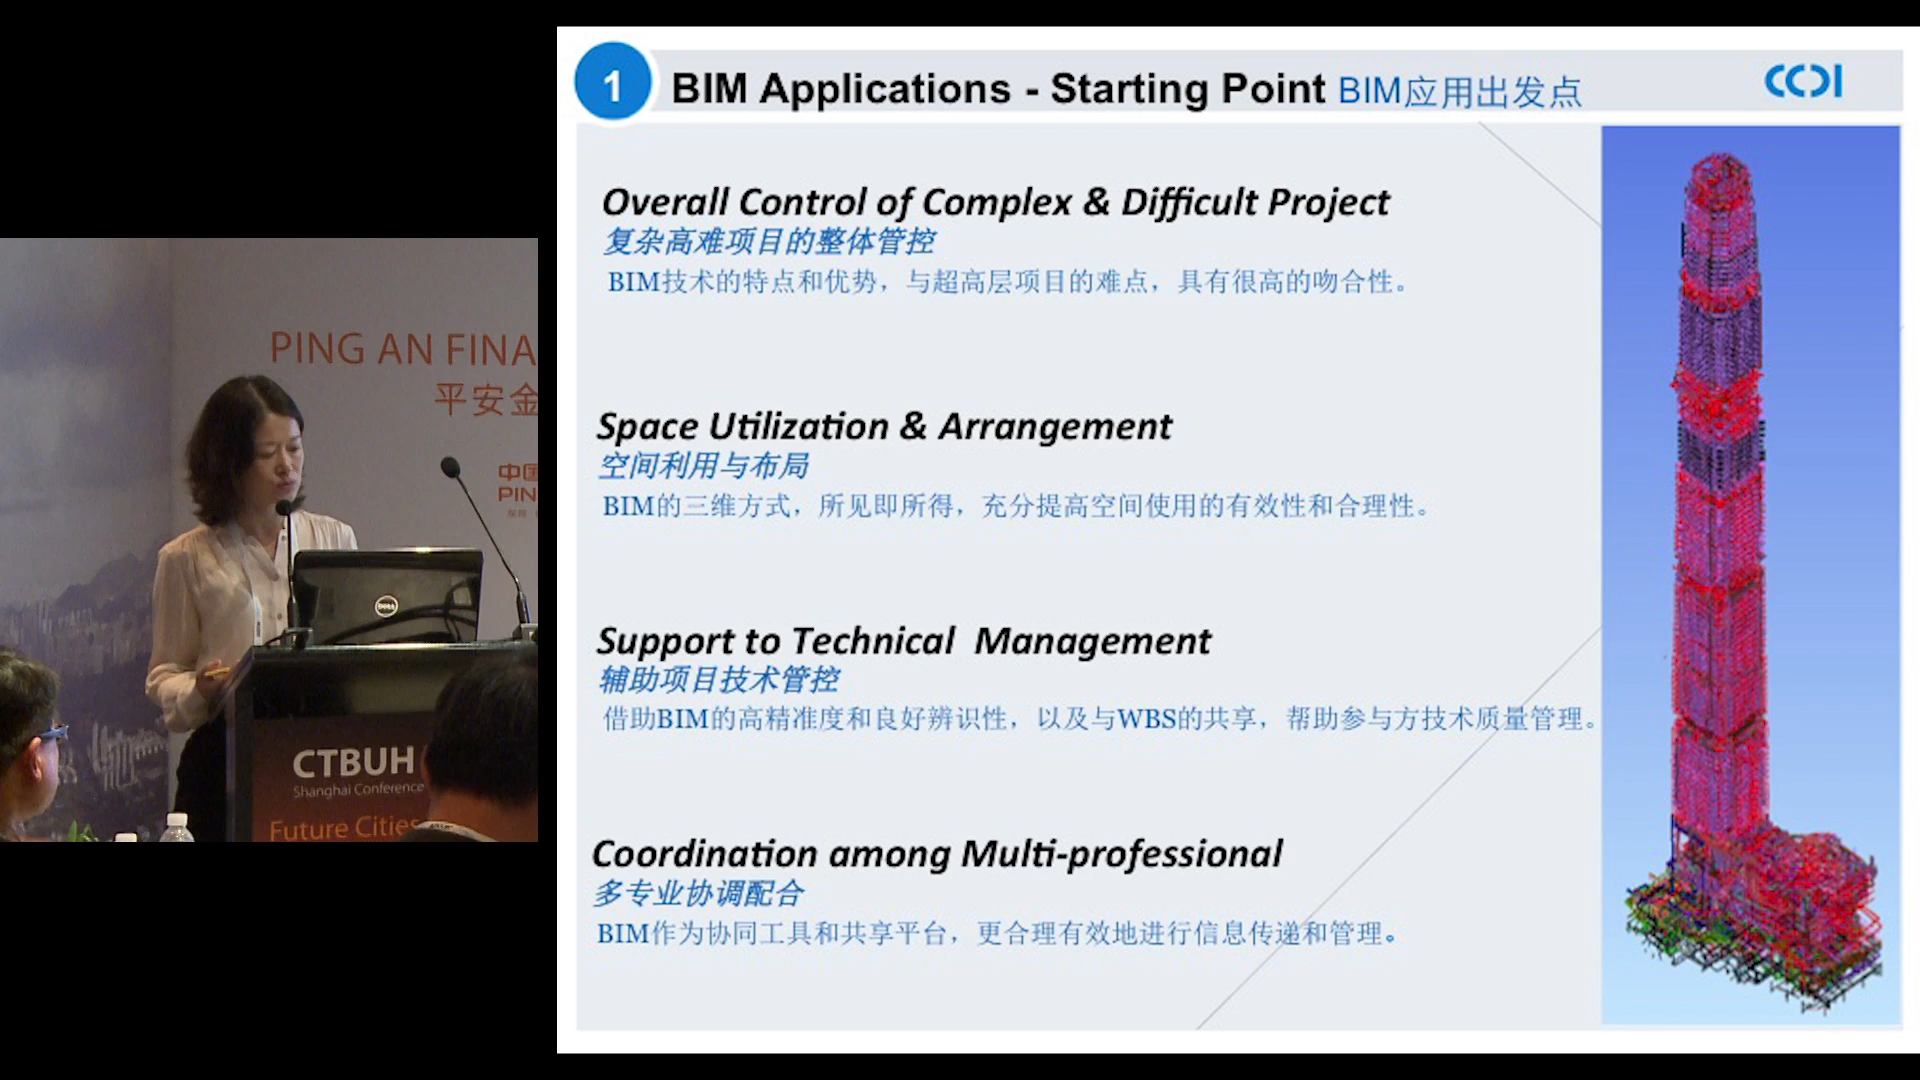 PING AN FINA
平安金
中国
PIN
CTBUH
Shanghai Conference
Future Cities
1
BIM Applications - Starting Point BIM应用出发点
CCDI
Overall Control of Complex & Difficult Project
复杂高难项目的整体管控
BIM技术的特点和优势，与超高层项目的难点，具有很高的吻合性。
Space Utilization & Arrangement
空间利用与布局
BIM的三维方式，所见即所得，充分提高空间使用的有效性和合理性。
Support to Technical Management
辅助项目技术管控
借助BIM的高精准度和良好辨识性，以及与WBS的共享，帮助参与方技术质量管理。
Coordination among Multi-professional
多专业协调配合
BIM作为协同工具和共享平台，更合理有效地进行信息传递和管理。